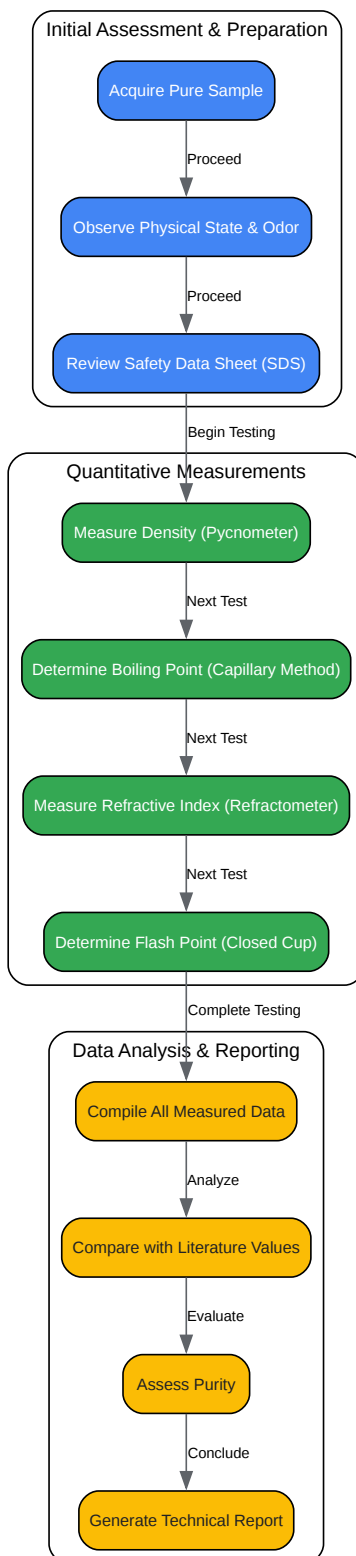 Initial Assessment & Preparation
Acquire Pure Sample
Proceed
Observe Physical State & Odor
Proceed
Review Safety Data Sheet (SDS)
Begin Testing
Quantitative Measurements
Measure Density (Pycnometer)
Next Test
Determine Boiling Point (Capillary Method)
Next Test
Measure Refractive Index (Refractometer)
Next Test
Determine Flash Point (Closed Cup)
Complete Testing
Data Analysis & Reporting
Compile All Measured Data
Analyze
Compare with Literature Values
Evaluate
Assess Purity
Conclude
Generate Technical Report